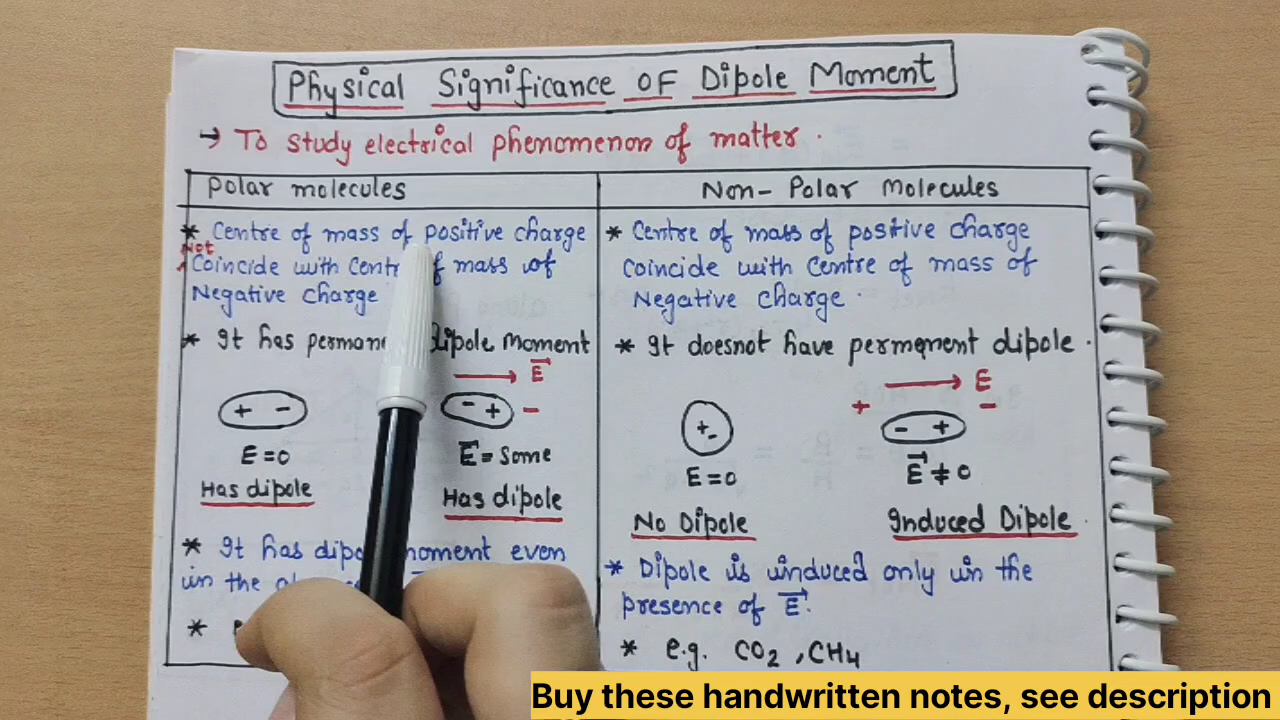 Physical Significance OF Dipole Moment
→ To study electrical phenomenon of matter.
Polar molecules
* Centre of mass of positive charge
Not
Coincide with Cent f mass of
Negative charge
* It has perman dipole Moment
→ E
+ -
- + -
E = 0
E = Some
Has dipole
Has dipole
* It has dipo moment even
in the
*
Non-Polar Molecules
* Centre of mass of positive charge
Coincide with Centre of mass of
Negative charge.
* It doesnot have permenent dipole.
→ E
+ -
+ -
- +
E = 0
E ≠ 0
No Dipole
Induced Dipole.
* Dipole is induced only in the
presence of E.
* e.g. CO2, CH4
Buy these handwritten notes, see description